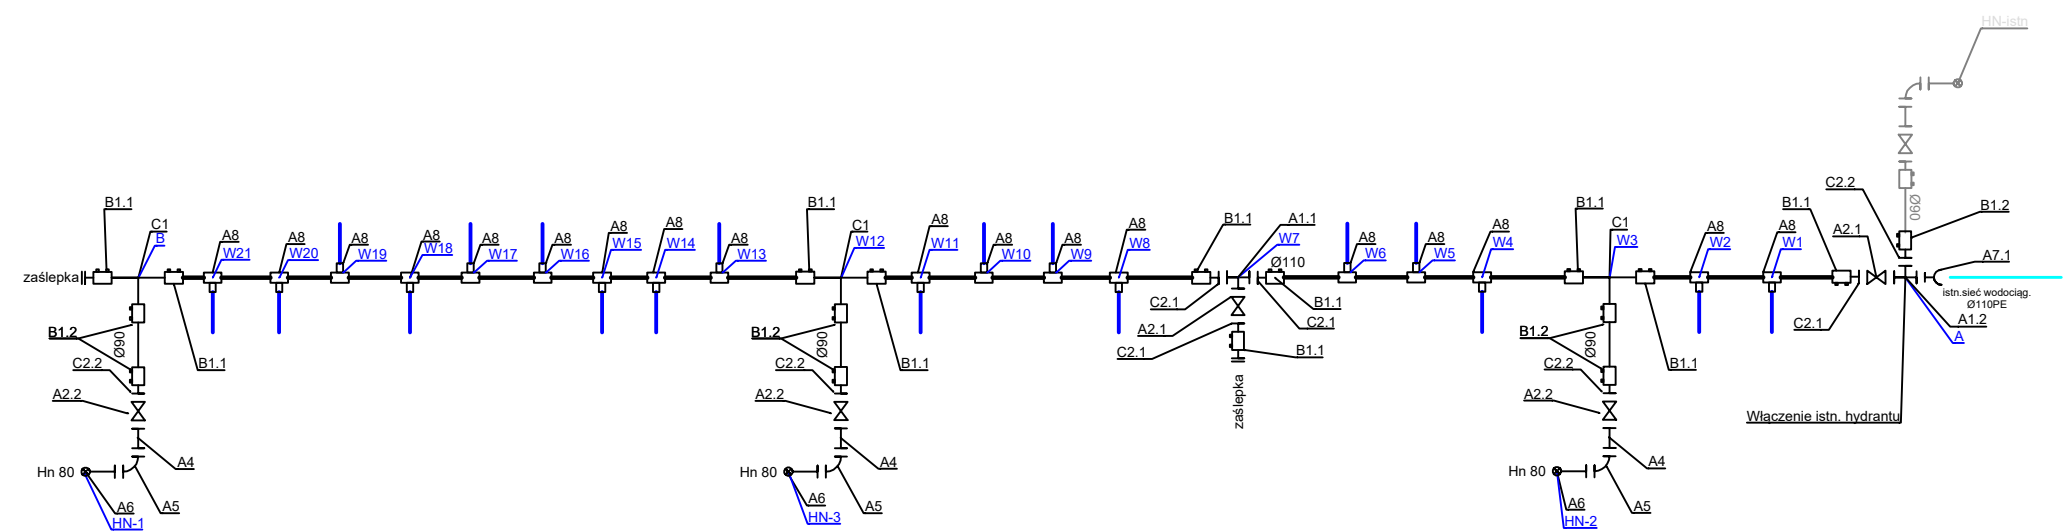 HN-istn
B1.1
B1.1
B1.1
B1.1
C2.2
Ø90
B1.1
B1.2
C1
B
A8
W21
A8
W20
A8
W19
A8
W18
A8
W17
A8
W16
A8
W15
A8
W14
A8
W13
C1
W12
A8
W11
A8
W10
A8
W9
A8
W8
A1.1
W7
Ø110
A8
W6
A8
W5
A8
W4
C1
W3
A8
W2
A8
W1
A2.1
A7.1
zaślepka
istn.sieć wodociąg.
Ø110PE
B1.2
Ø90
B1.1
B1.2
Ø90
B1.1
C2.1
A2.1
C2.1
B1.1
C2.1
B1.1
B1.2
Ø90
B1.1
C2.1
A1.2
A
C2.2
A2.2
C2.2
A2.2
zaślepka
C2.2
A2.2
Włączenie istn. hydrantu
Hn 80
A4
A5
A6
HN-1
Hn 80
A4
A5
A6
HN-3
Hn 80
A4
A5
A6
HN-2